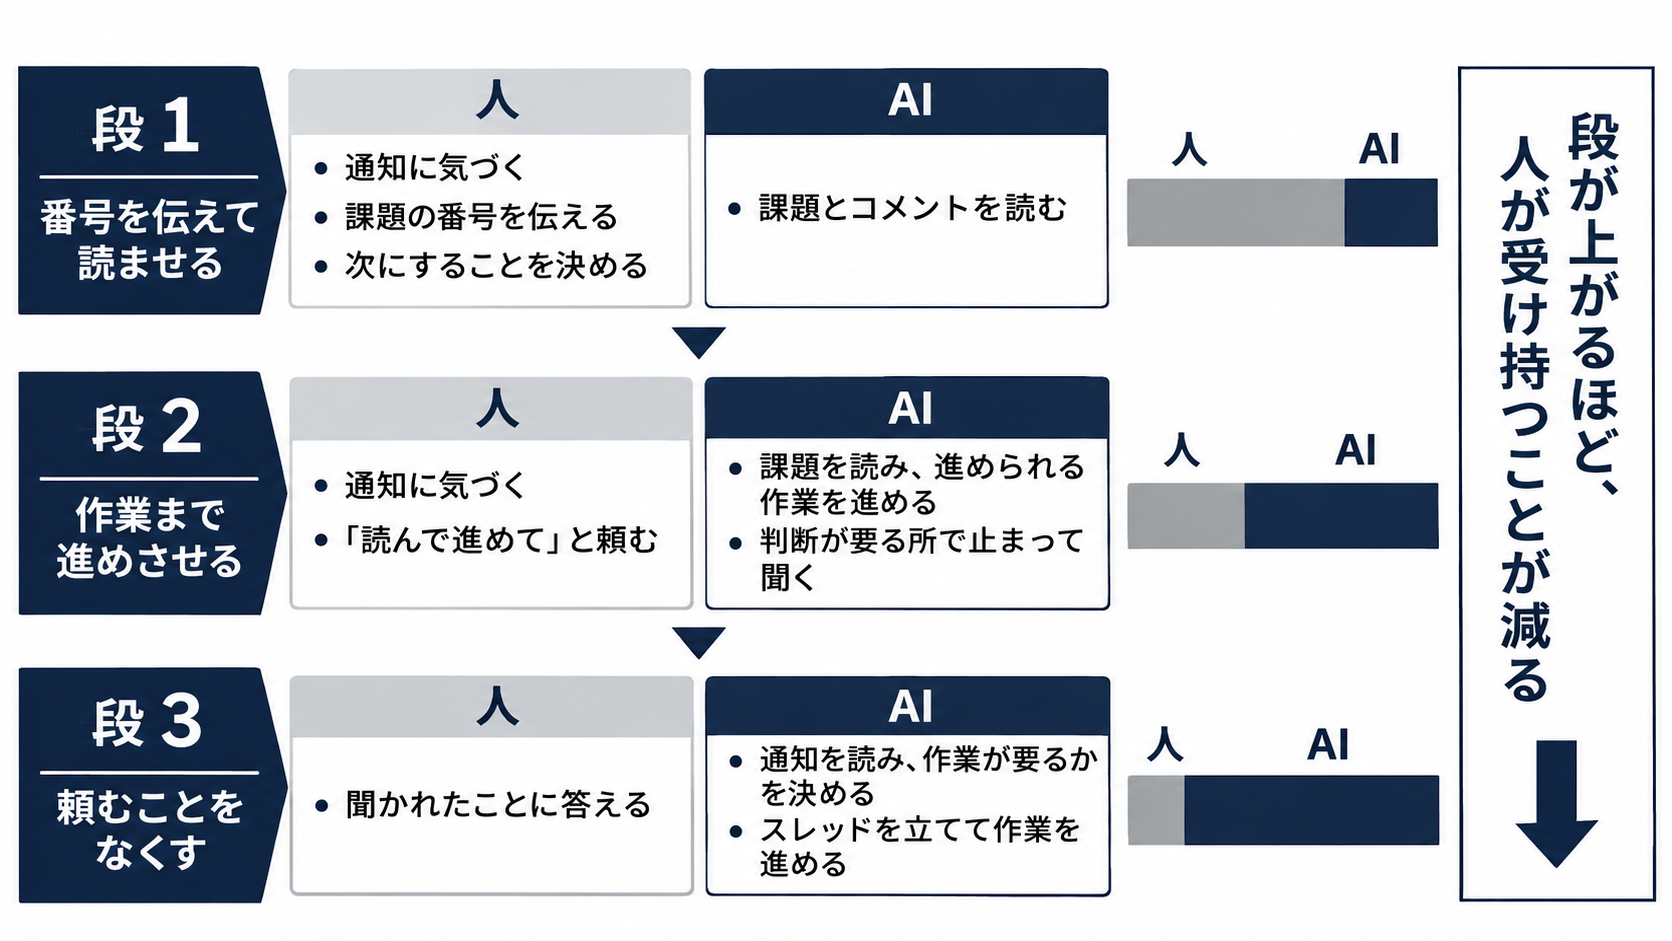 段 1
番号を伝えて
読ませる
人
• 通知に気づく
• 課題の番号を伝える
• 次にすることを決める
AI
• 課題とコメントを読む
人 AI
段 2
作業まで
進めさせる
人
• 通知に気づく
• 「読んで進めて」と頼む
AI
• 課題を読み、進められる
作業を進める
• 判断が要る所で止まって
聞く
人 AI
段 3
頼むことを
なくす
人
• 聞かれたことに答える
AI
• 通知を読み、作業が要るか
を決める
• スレッドを立てて作業を
進める
人 AI
段が上がるほど、
人が受け持つことが減る